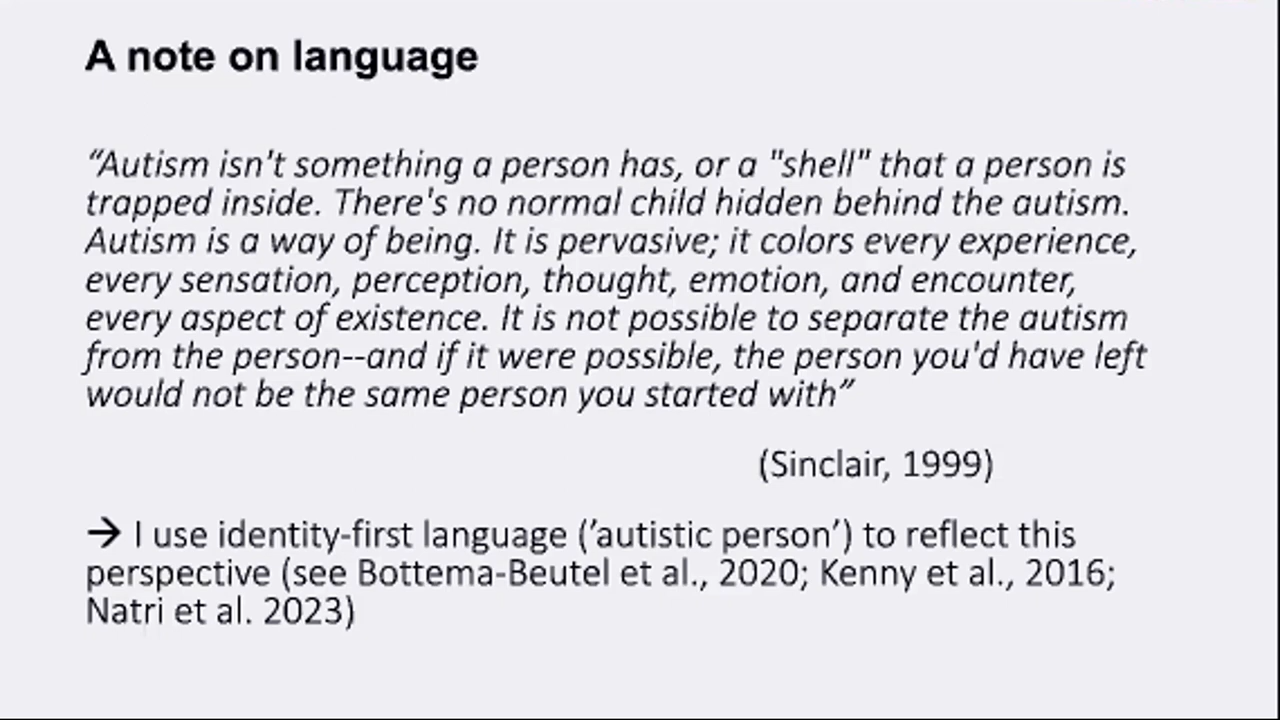 A note on language
“Autism isn't something a person has, or a "shell" that a person is
trapped inside. There's no normal child hidden behind the autism.
Autism is a way of being. It is pervasive; it colors every experience,
every sensation, perception, thought, emotion, and encounter,
every aspect of existence. It is not possible to separate the autism
from the person--and if it were possible, the person you'd have left
would not be the same person you started with”
(Sinclair, 1999)
→ I use identity-first language (’autistic person’) to reflect this
perspective (see Bottema-Beutel et al., 2020; Kenny et al., 2016;
Natri et al. 2023)